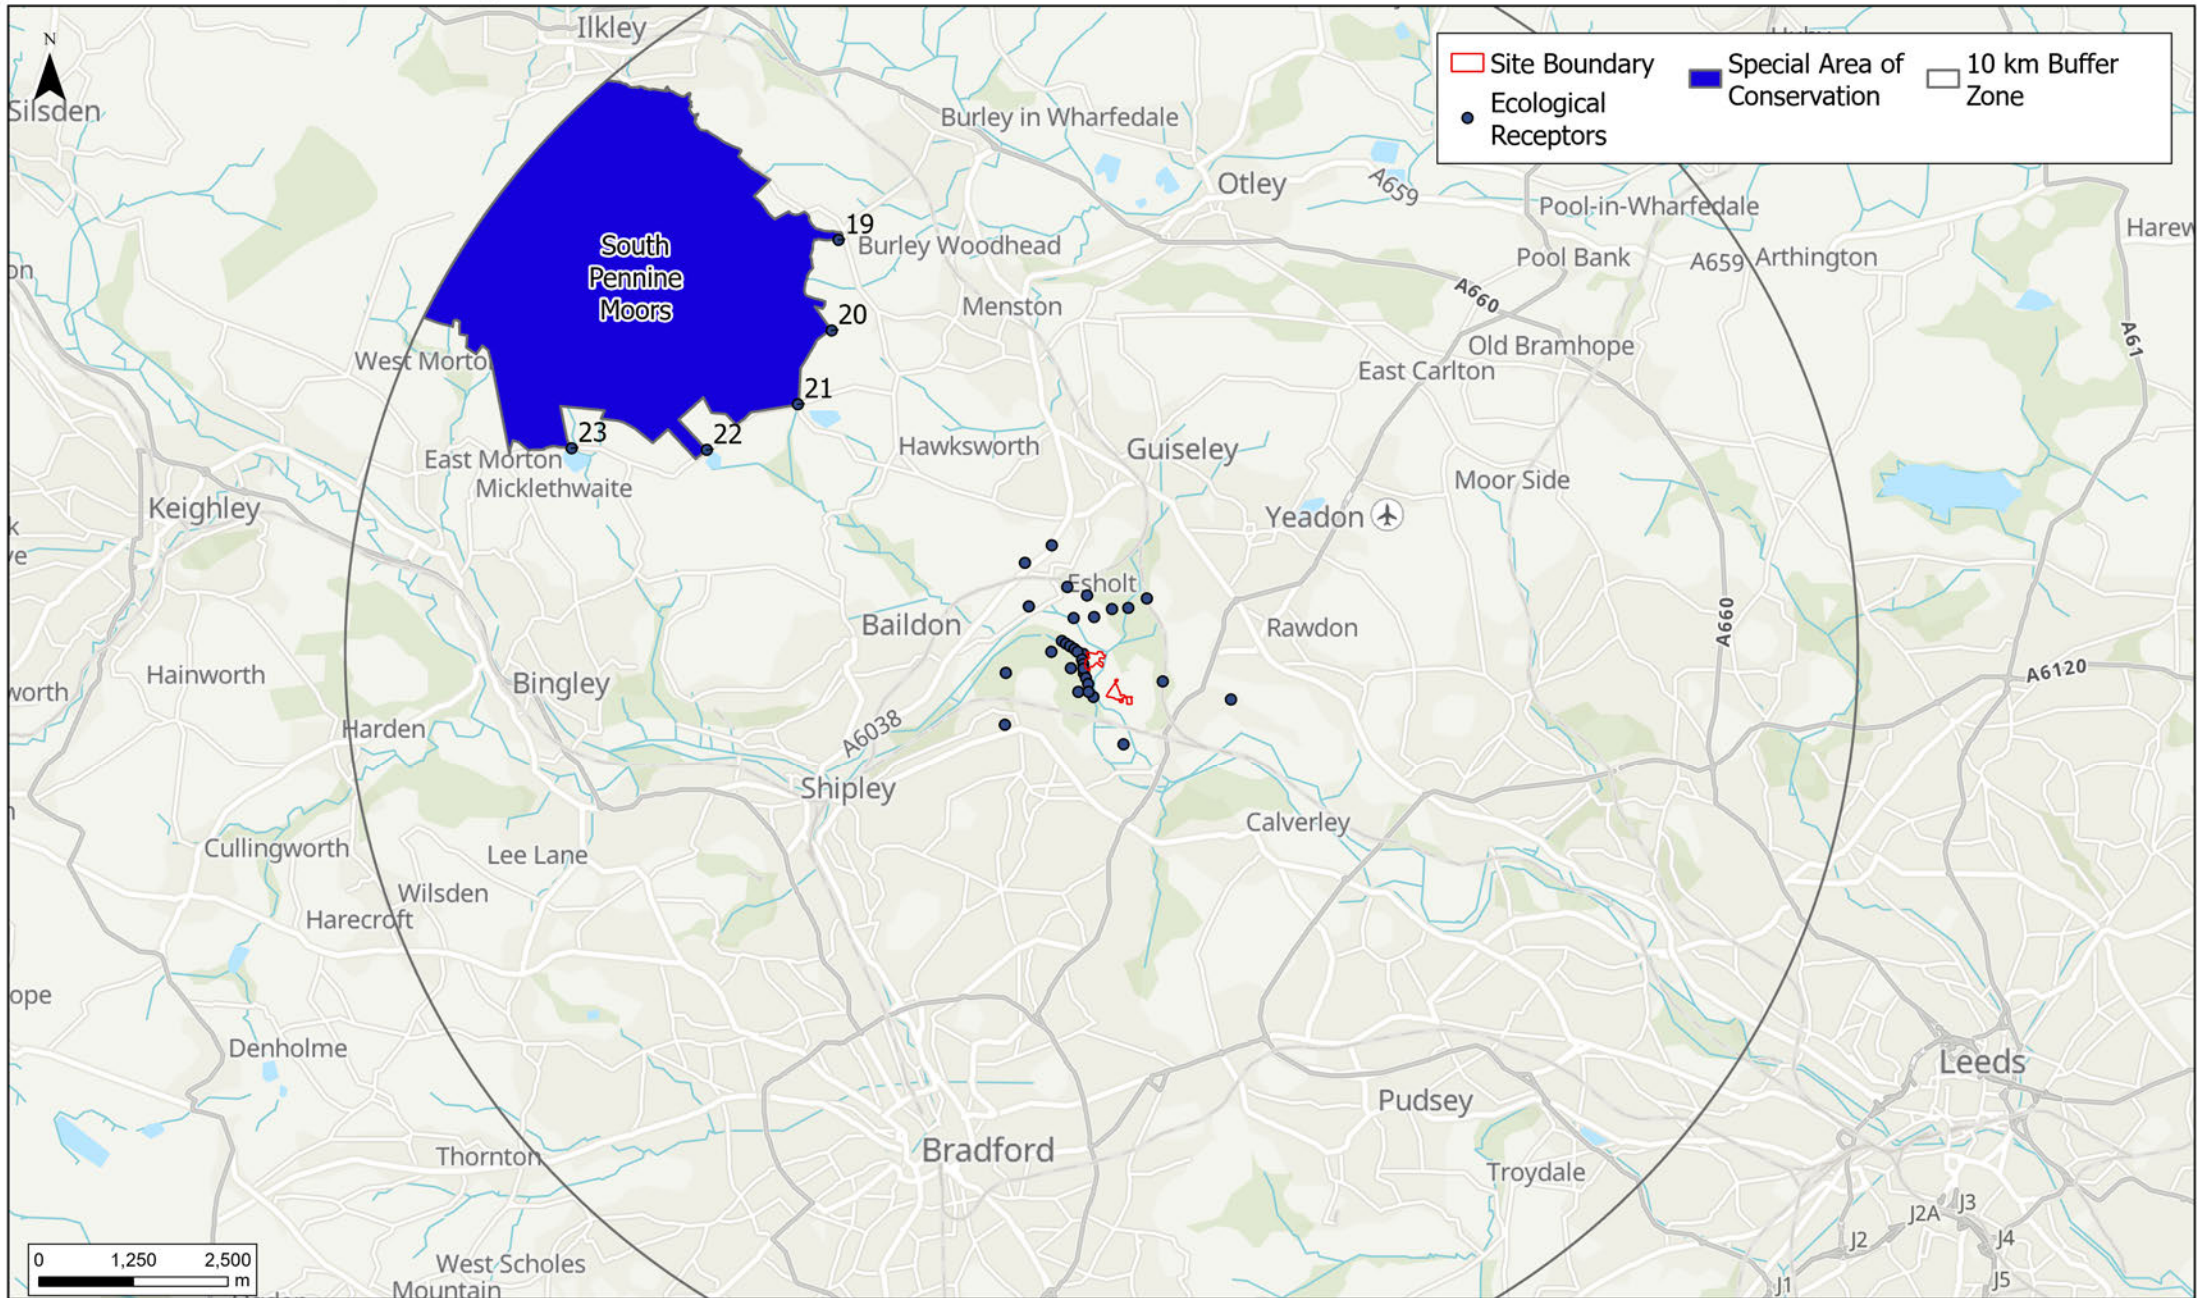 Ilkley
N
Silsden
Burley in Wharfedale
Site Boundary
Ecological
Receptors
Special Area of
Conservation
10 km Buffer
Zone
Otley
A659
Pool-in-Wharfedale
Harew
19
Burley Woodhead
South
Pennine
Moors
Pool Bank
A659
Arthington
on
A660
Menston
20
A61
Old Bramhope
West Morto
East Carlton
21
23
22
Hawksworth
Guiseley
East Morton
Micklethwaite
Moor Side
Keighley
Yeadon
k
ve
Esholt
Baildon
Rawdon
A660
Hainworth
worth
Bingley
A6120
Harden
A6038
Shipley
Calverley
Cullingworth
Lee Lane
Wilsden
Harecroft
ope
Denholme
Leeds
Pudsey
Bradford
Thornton
Troydale
J3
J2A
J2
J4
J5
J1
West Scholes
Mountain
0
1,250
2,500
m